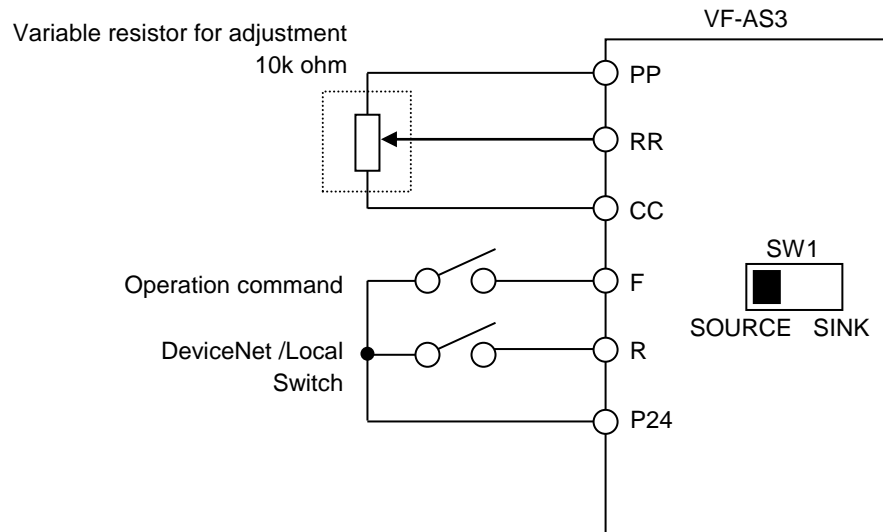 VF-AS3
Variable resistor for adjustment
10k ohm
PP
RR
CC
SW1
SOURCE SINK
Operation command
F
DeviceNet /Local
Switch
R
P24